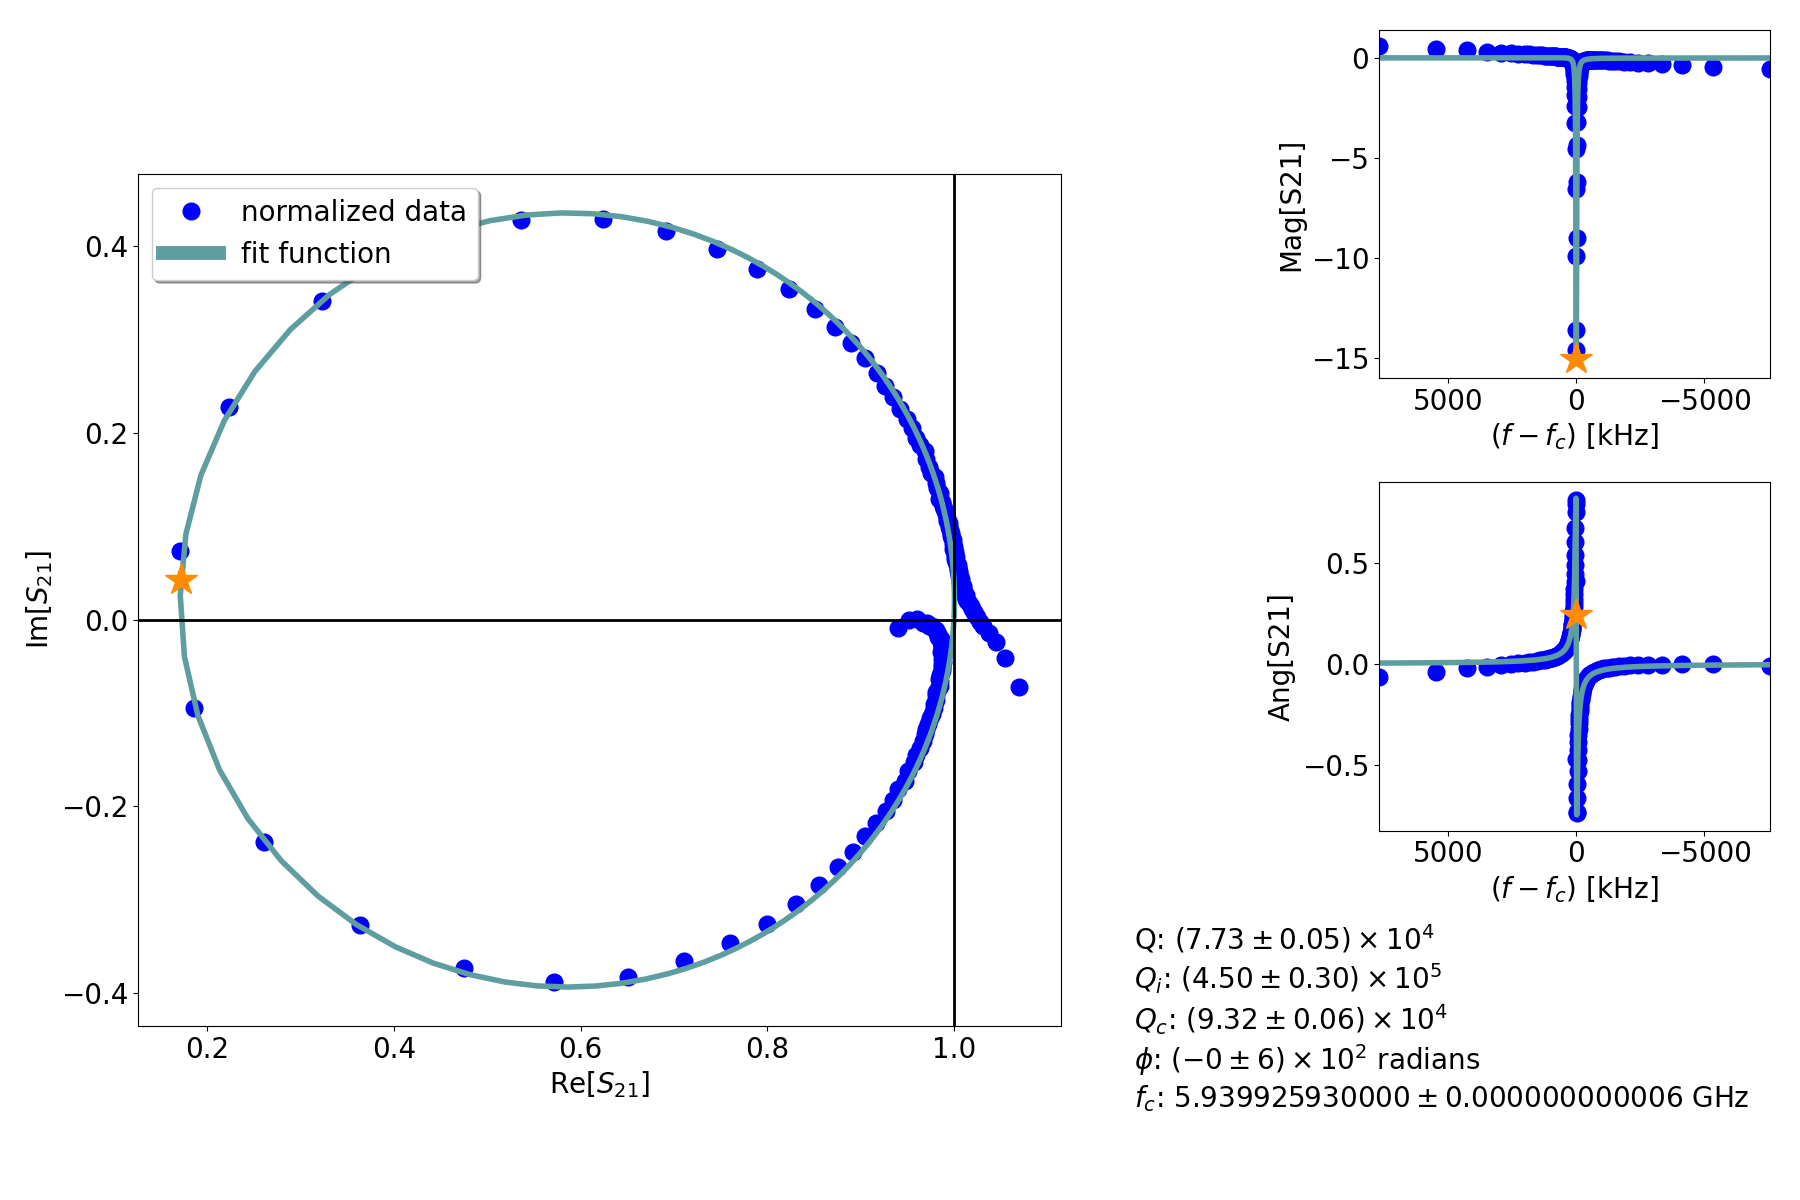 normalized data
fit function
Im[S21]
0.4
0.2
0.0
−0.2
−0.4
0.2 0.4 0.6 0.8 1.0
Re[S21]
Mag[S21]
0
−5
−10
−15
5000 0 −5000
(f − fc) [kHz]
Ang[S21]
0.5
0.0
−0.5
5000 0 −5000
(f − fc) [kHz]
Q: (7.73 ± 0.05) × 10^4
Qi: (4.50 ± 0.30) × 10^5
Qc: (9.32 ± 0.06) × 10^4
ϕ: (−0 ± 6) × 10^2 radians
fc: 5.939925930000 ± 0.000000000006 GHz